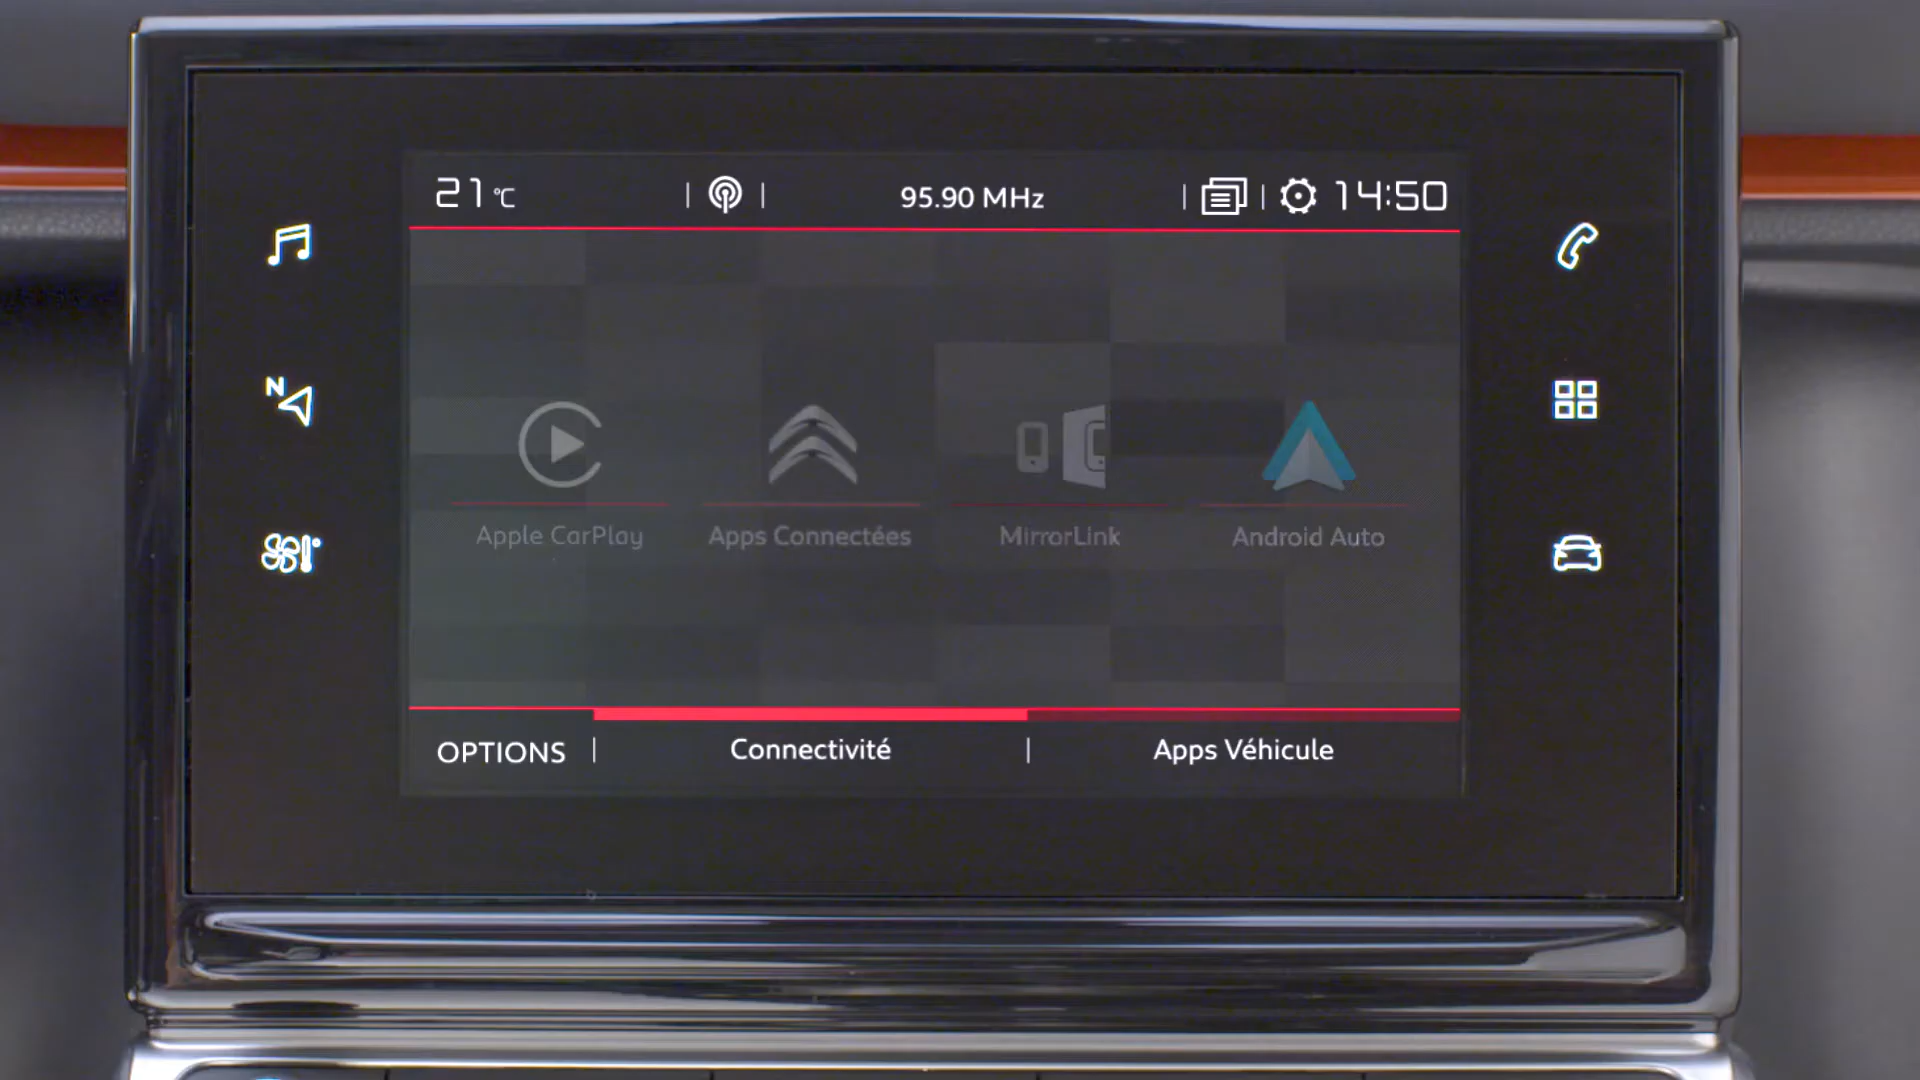 21°C
95.90 MHz
14:50
N
Apple CarPlay
Apps Connectées
MirrorLink
Android Auto
OPTIONS
Connectivité
Apps Véhicule